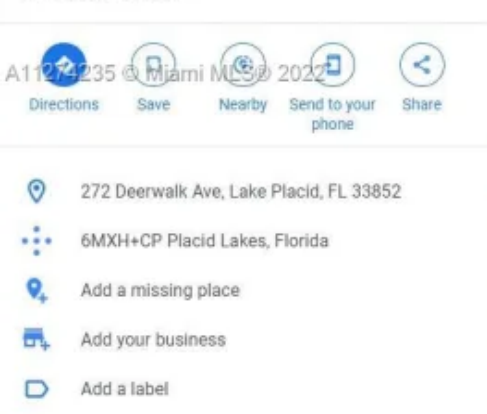 A11274235 © Miami MLS® 2022
Directions
Save
Nearby
Send to your
phone
Share
272 Deerwalk Ave, Lake Placid, FL 33852
6MXH+CP Placid Lakes, Florida
Add a missing place
Add your business
Add a label